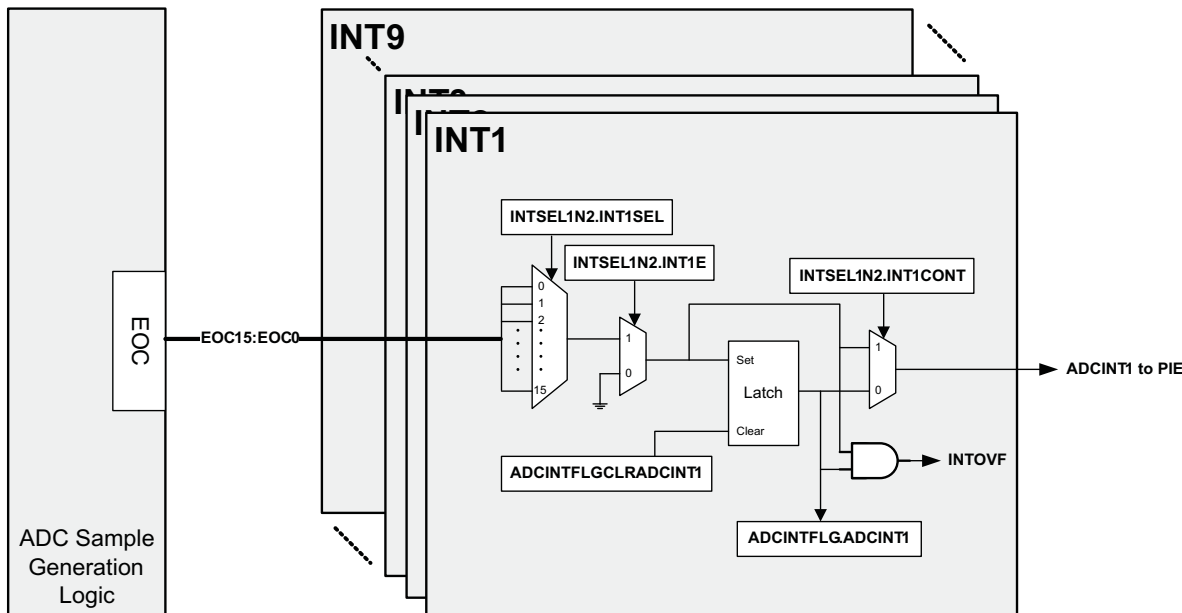 INT9
INT1
INTSEL1N2.INT1SEL
INTSEL1N2.INT1E
INTSEL1N2.INT1CONT
0
1
2
15
1
0
Set
Latch
Clear
1
0
EOC
EOC15:EOC0
ADCINT1 to PIE
ADCINTFLGCLRADCINT1
INTOVF
ADCINTFLG.ADCINT1
ADC Sample
Generation
Logic